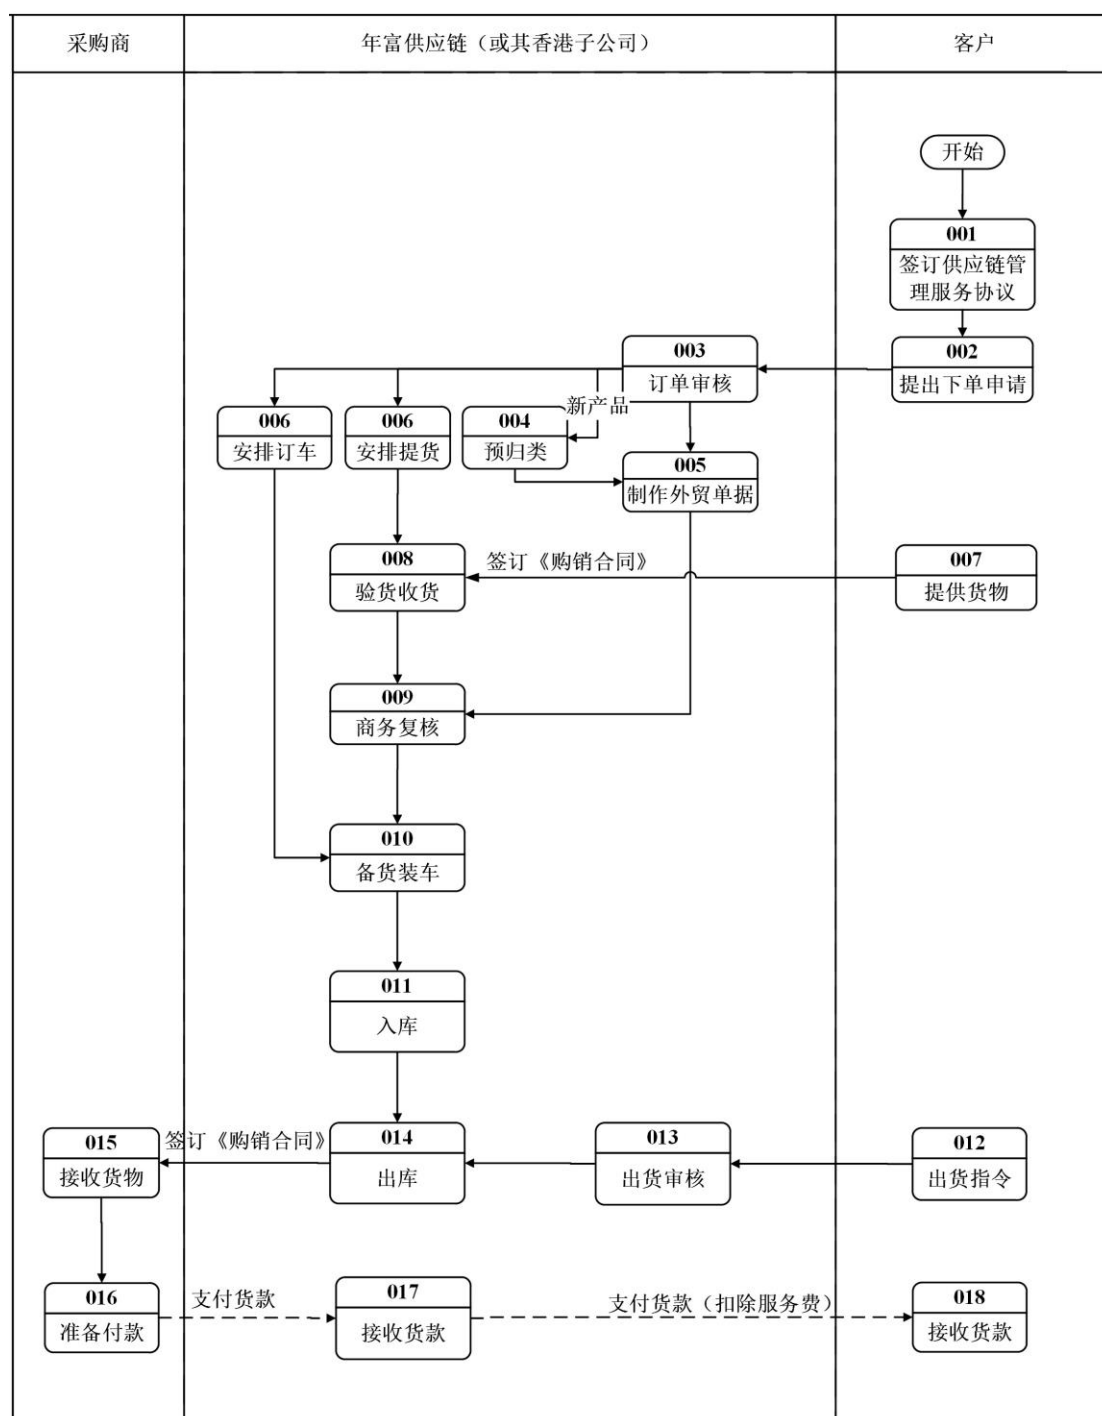 采购商
年富供应链（或其香港子公司）
客户
开始
001
签订供应链管
理服务协议
003
订单审核
002
提出下单申请
新产品
006
安排订车
006
安排提货
004
预归类
005
制作外贸单据
签订《购销合同》
008
验货收货
007
提供货物
009
商务复核
010
备货装车
011
入库
015
接收货物
签订《购销合同》
014
出库
013
出货审核
012
出货指令
016
准备付款
支付货款
017
接收货款
支付货款（扣除服务费）
018
接收货款